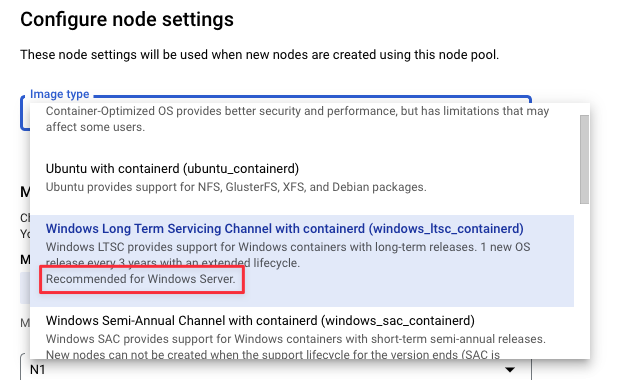 Configure node settings
These node settings will be used when new nodes are created using this node pool.
Image type
Container-Optimized OS provides better security and performance, but has limitations that may
affect some users.
Ubuntu with containerd (ubuntu_containerd)
Ubuntu provides support for NFS, GlusterFS, XFS, and Debian packages.
Windows Long Term Servicing Channel with containerd (windows_ltsc_containerd)
Windows LTSC provides support for Windows containers with long-term releases. 1 new OS
release every 3 years with an extended lifecycle.
Recommended for Windows Server.
Windows Semi-Annual Channel with containerd (windows_sac_containerd)
Windows SAC provides support for Windows containers with short-term semi-annual releases.
New nodes can not be created when the support lifecycle for the version ends (SAC is
N1